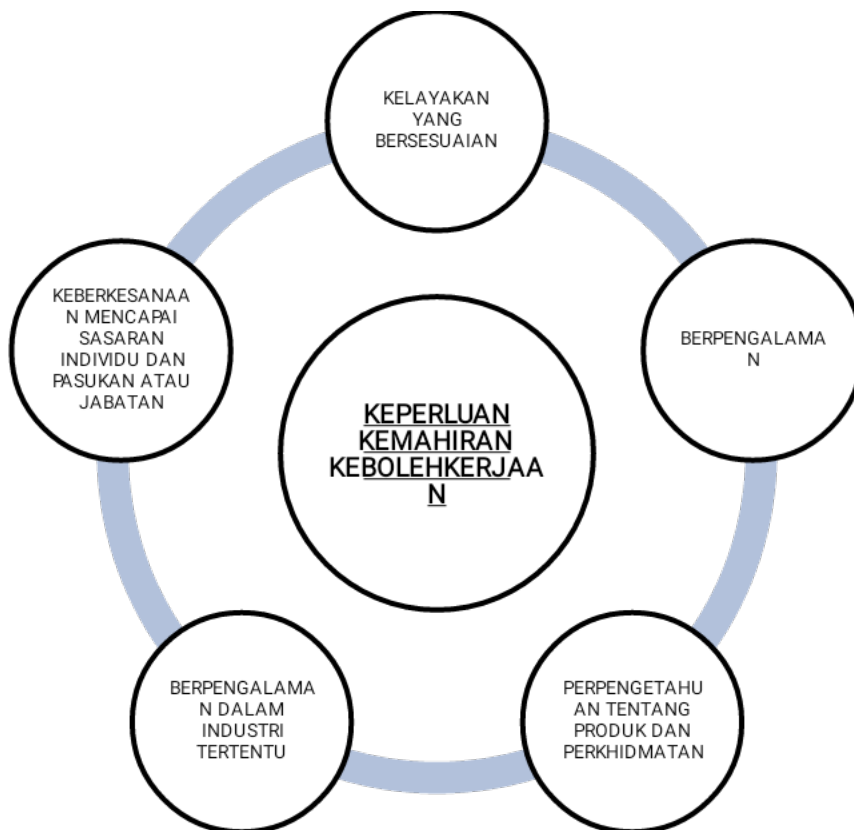 KELAYAKAN
YANG
BERSESUAIAN
BERPENGALAMA
N
PERPENGETAHU
AN TENTANG
PRODUK DAN
PERKHIDMATAN
BERPENGALAMA
N DALAM
INDUSTRI
TERTENTU
KEBERKESANAA
N MENCAPAI
SASARAN
INDIVIDU DAN
PASUKAN ATAU
JABATAN
KEPERLUAN
KEMAHIRAN
KEBOLEHKERJAA
N